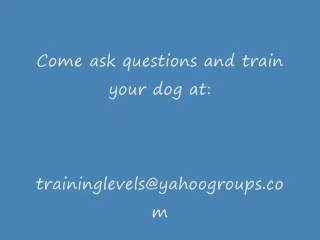 Come ask questions and train
your dog at:
traininglevels@yahoogroups.co
m